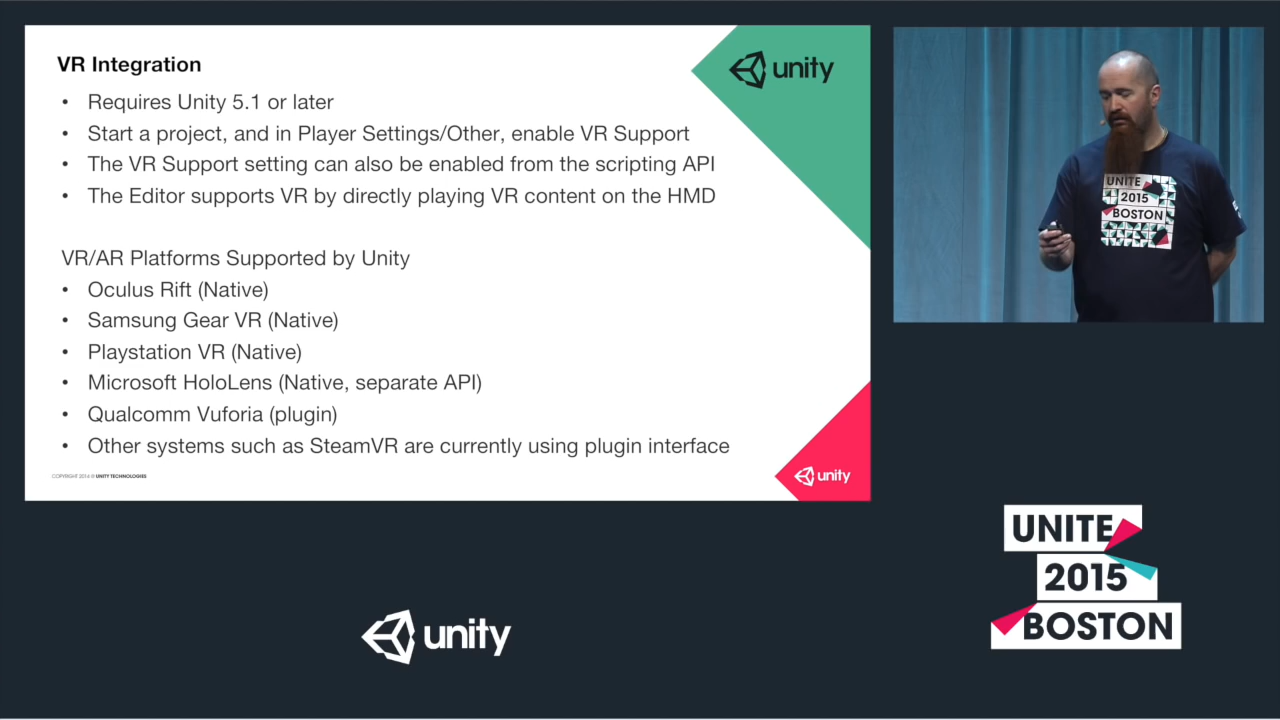 VR Integration
• Requires Unity 5.1 or later
• Start a project, and in Player Settings/Other, enable VR Support
• The VR Support setting can also be enabled from the scripting API
• The Editor supports VR by directly playing VR content on the HMD
VR/AR Platforms Supported by Unity
• Oculus Rift (Native)
• Samsung Gear VR (Native)
• Playstation VR (Native)
• Microsoft HoloLens (Native, separate API)
• Qualcomm Vuforia (plugin)
• Other systems such as SteamVR are currently using plugin interface
COPYRIGHT 2014 © UNITY TECHNOLOGIES
unity
unity
UNITE
2015
BOSTON
unity
UNITE
2015
BOSTON